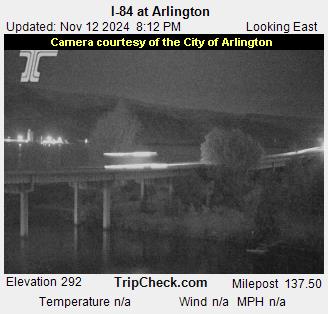 I-84 at Arlington
Updated: Nov 12 2024 8:12 PM Looking East
Camera courtesy of the City of Arlington
Elevation 292 TripCheck.com Milepost 137.50
Temperature n/a Wind n/a MPH n/a